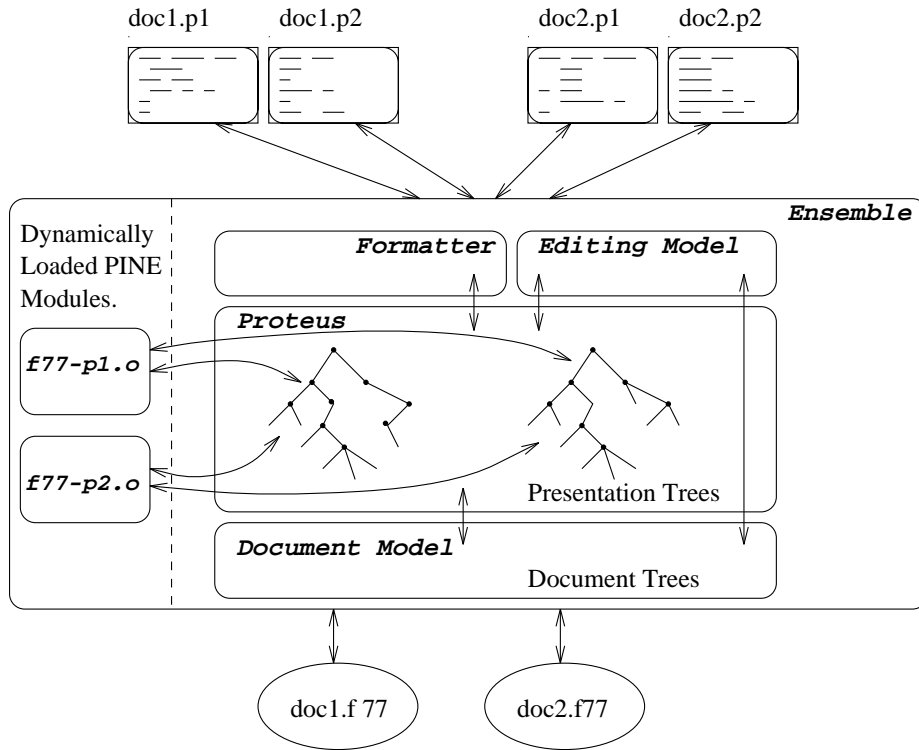 doc1.p1
doc1.p2
doc2.p1
doc2.p2
Ensemble
Dynamically
Loaded PINE
Modules.
Formatter
Editing Model
Proteus
f77-p1.o
f77-p2.o
Presentation Trees
Document Model
Document Trees
doc1.f 77
doc2.f77